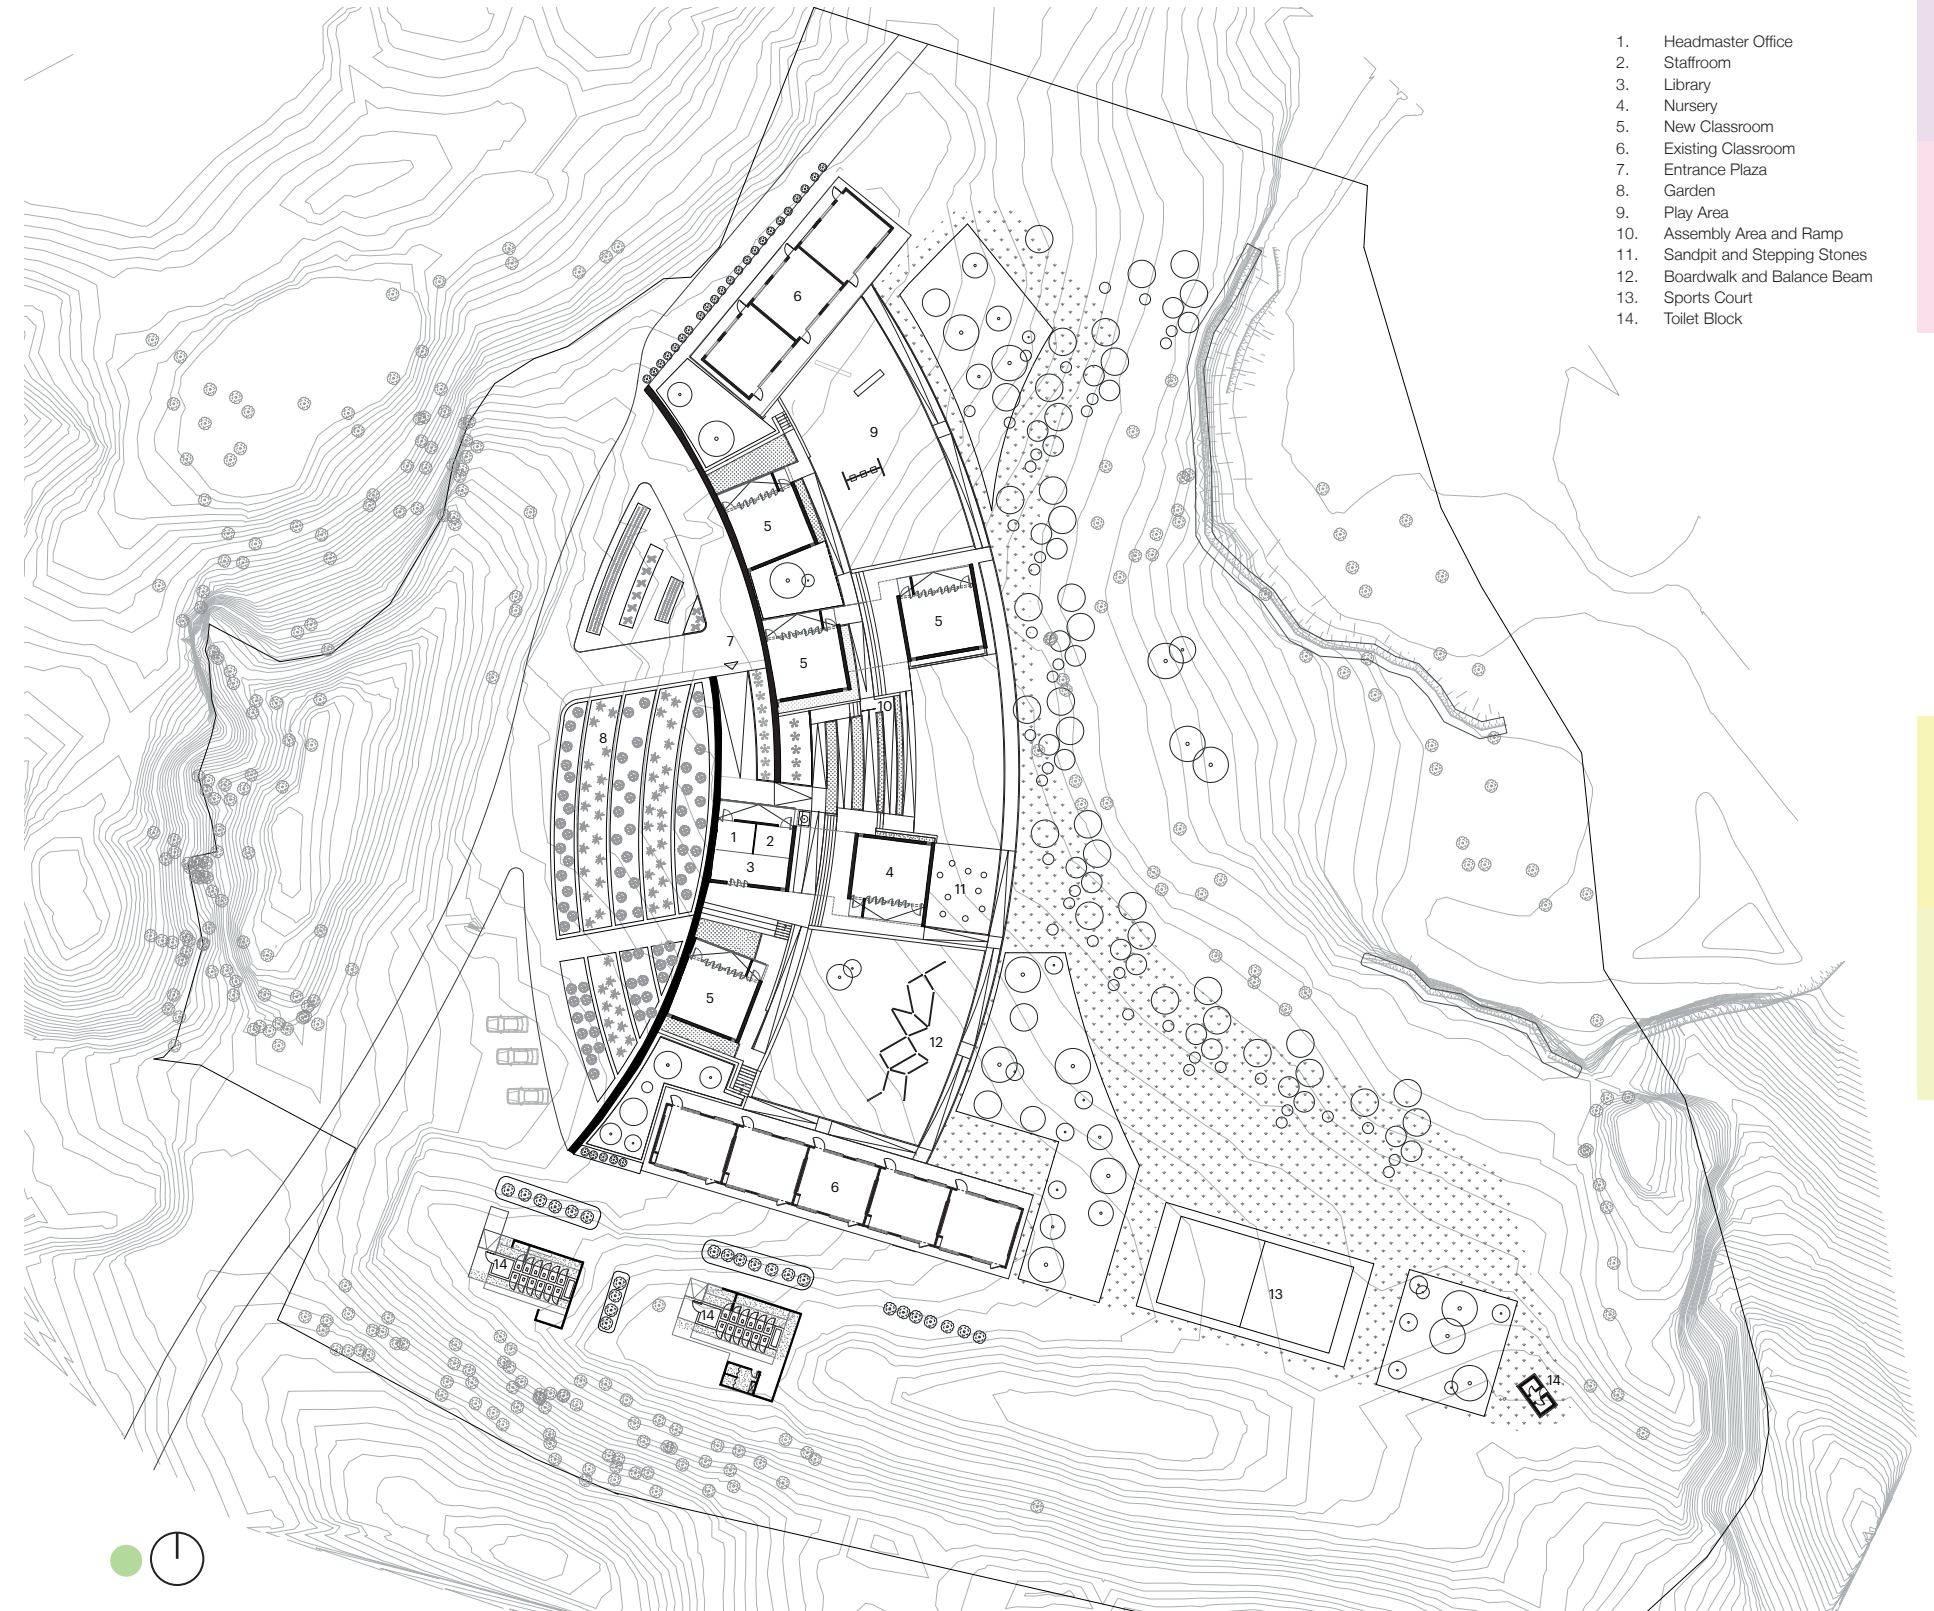 1. Headmaster Office
2. Staffroom
3. Library
4. Nursery
5. New Classroom
6. Existing Classroom
7. Entrance Plaza
8. Garden
9. Play Area
10. Assembly Area and Ramp
11. Sandpit and Stepping Stones
12. Boardwalk and Balance Beam
13. Sports Court
14. Toilet Block
6
9
5
5
5
7
10
8
1 2
3
4
11
5
12
6
14
14
13
14